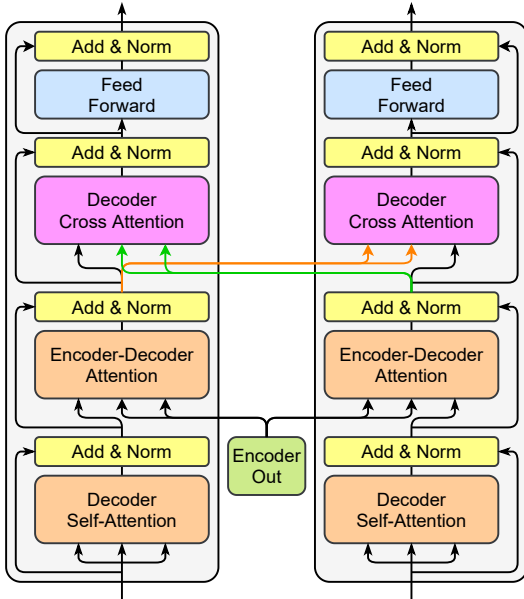 Add & Norm
Feed
Forward
Add & Norm
Decoder
Cross Attention
Add & Norm
Encoder-Decoder
Attention
Add & Norm
Decoder
Self-Attention
Encoder
Out
Add & Norm
Feed
Forward
Add & Norm
Decoder
Cross Attention
Add & Norm
Encoder-Decoder
Attention
Add & Norm
Decoder
Self-Attention